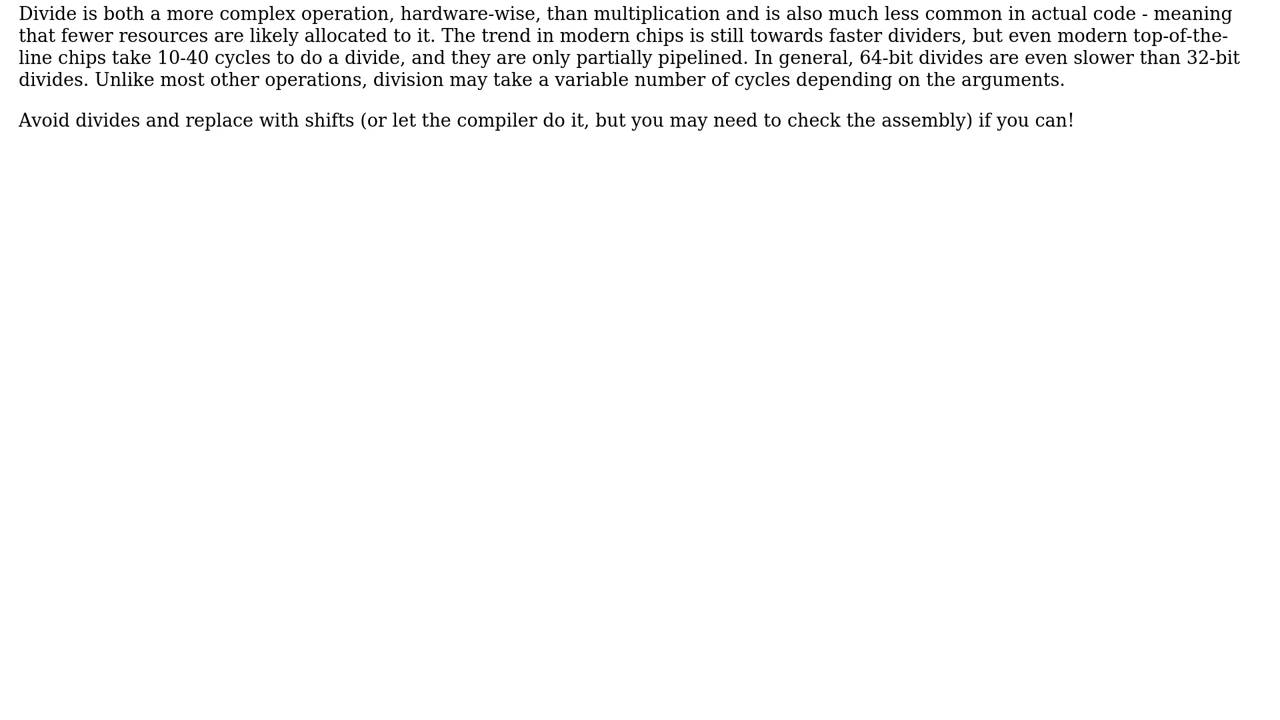 Divide is both a more complex operation, hardware-wise, than multiplication and is also much less common in actual code - meaning
that fewer resources are likely allocated to it. The trend in modern chips is still towards faster dividers, but even modern top-of-the-
line chips take 10-40 cycles to do a divide, and they are only partially pipelined. In general, 64-bit divides are even slower than 32-bit
divides. Unlike most other operations, division may take a variable number of cycles depending on the arguments.
Avoid divides and replace with shifts (or let the compiler do it, but you may need to check the assembly) if you can!